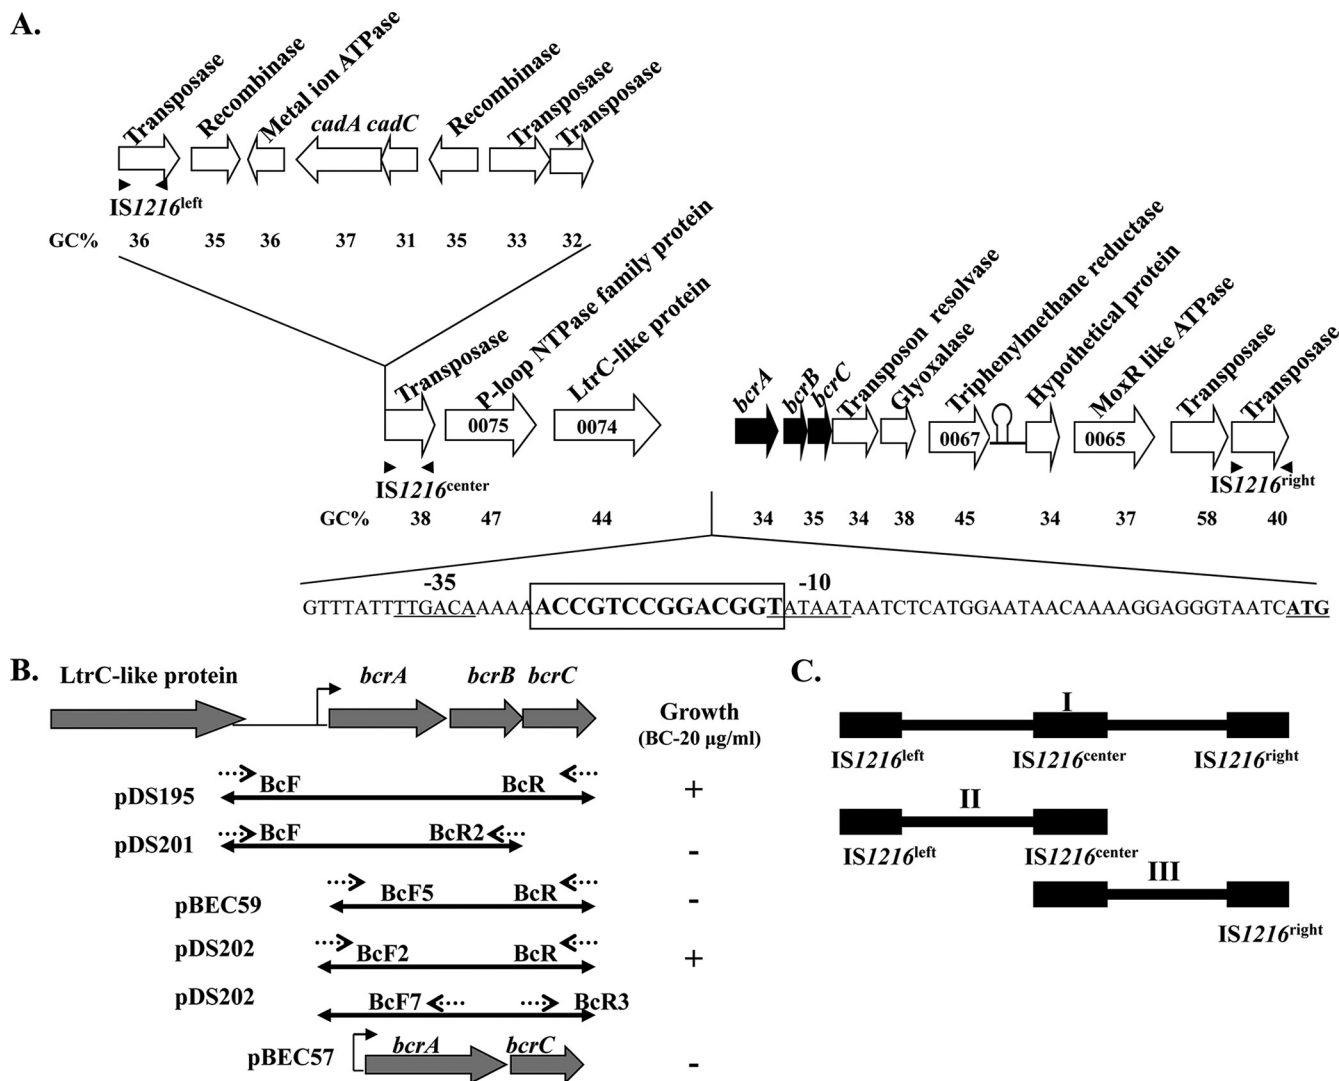 A.
Transposase Recombinase Metal ion ATPase cadA cadC Recombinase Transposase Transposase
IS1216left
GC% 36 35 36 37 31 35 33 32
Transposase P-loop NTPase family protein LtrC-like protein bcrA bcrB bcrC Transposon resolvase Glyoxalase Triphenylmethane reductase Hypothetical protein MoxR like ATPase Transposase Transposase
0075 0074 0067 0065
IS1216center IS1216right
GC% 38 47 44 34 35 34 38 45 34 37 58 40
-35 -10
GTTTATTTTGACAAAAAACCGTCCGGACGGTATAATAATCTCATGGAATAACAAAAGGAGGGTAATCATG
B.
LtrC-like protein bcrA bcrB bcrC
Growth
(BC-20 µg/ml)
pDS195 BcF BcR +
pDS201 BcF BcR2 -
pBEC59 BcF5 BcR -
pDS202 BcF2 BcR +
pDS202 BcF7 BcR3
pBEC57 bcrA bcrC -
C.
I
IS1216left IS1216center IS1216right
II
IS1216left IS1216center
III
IS1216right